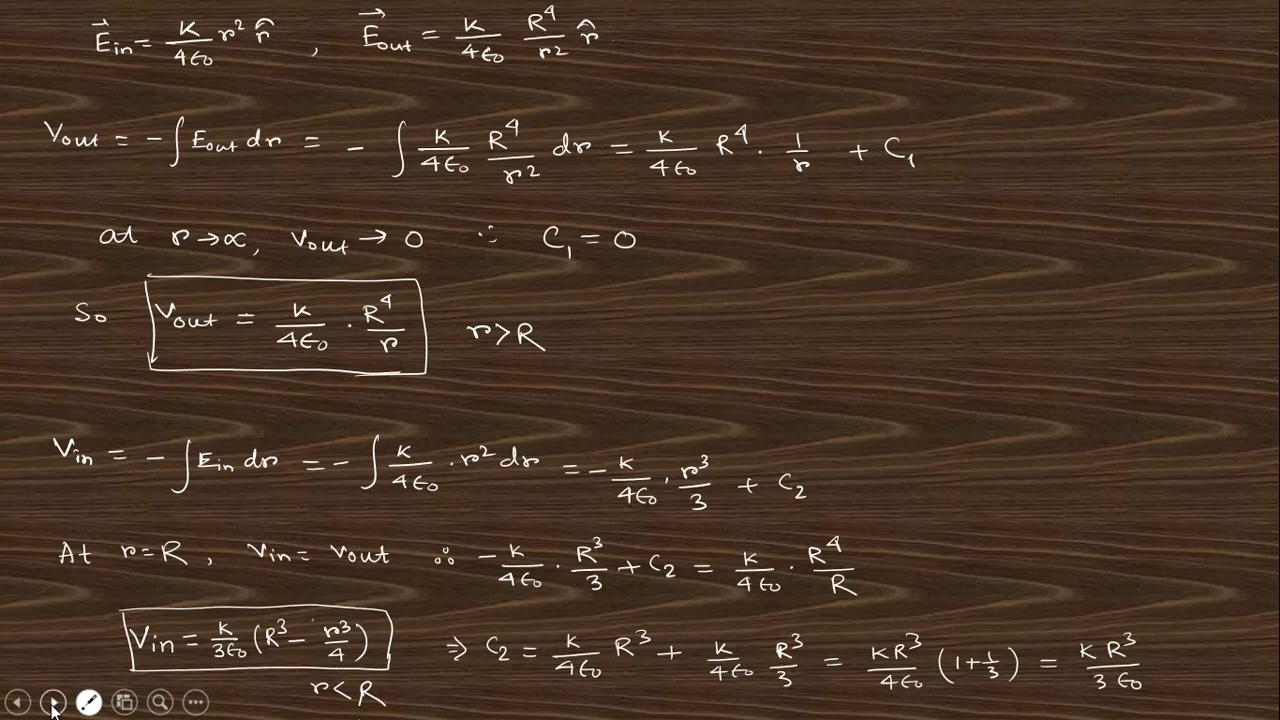 E⃗in = k/4ϵ₀ r² r̂ , E⃗out = k/4ϵ₀ R⁴/r² r̂
Vout = −∫ Eout dr = − ∫ k/4ϵ₀ R⁴/r² dr = k/4ϵ₀ R⁴ · 1/r + C₁
at r → ∞, Vout → 0 ∵ C₁ = 0
So Vout = k/4ϵ₀ · R⁴/r r > R
Vin = − ∫ Ein dr = − ∫ k/4ϵ₀ · r² dr = − k/4ϵ₀ · r³/3 + C₂
At r = R , Vin = Vout ∴ − k/4ϵ₀ · R³/3 + C₂ = k/4ϵ₀ · R⁴/R
Vin = k/3ϵ₀ (R³ − r³/4) ⇒ C₂ = k/4ϵ₀ R³ + k/4ϵ₀ R³/3 = kR³/4ϵ₀ (1+1/3) = kR³/3ϵ₀
r < R